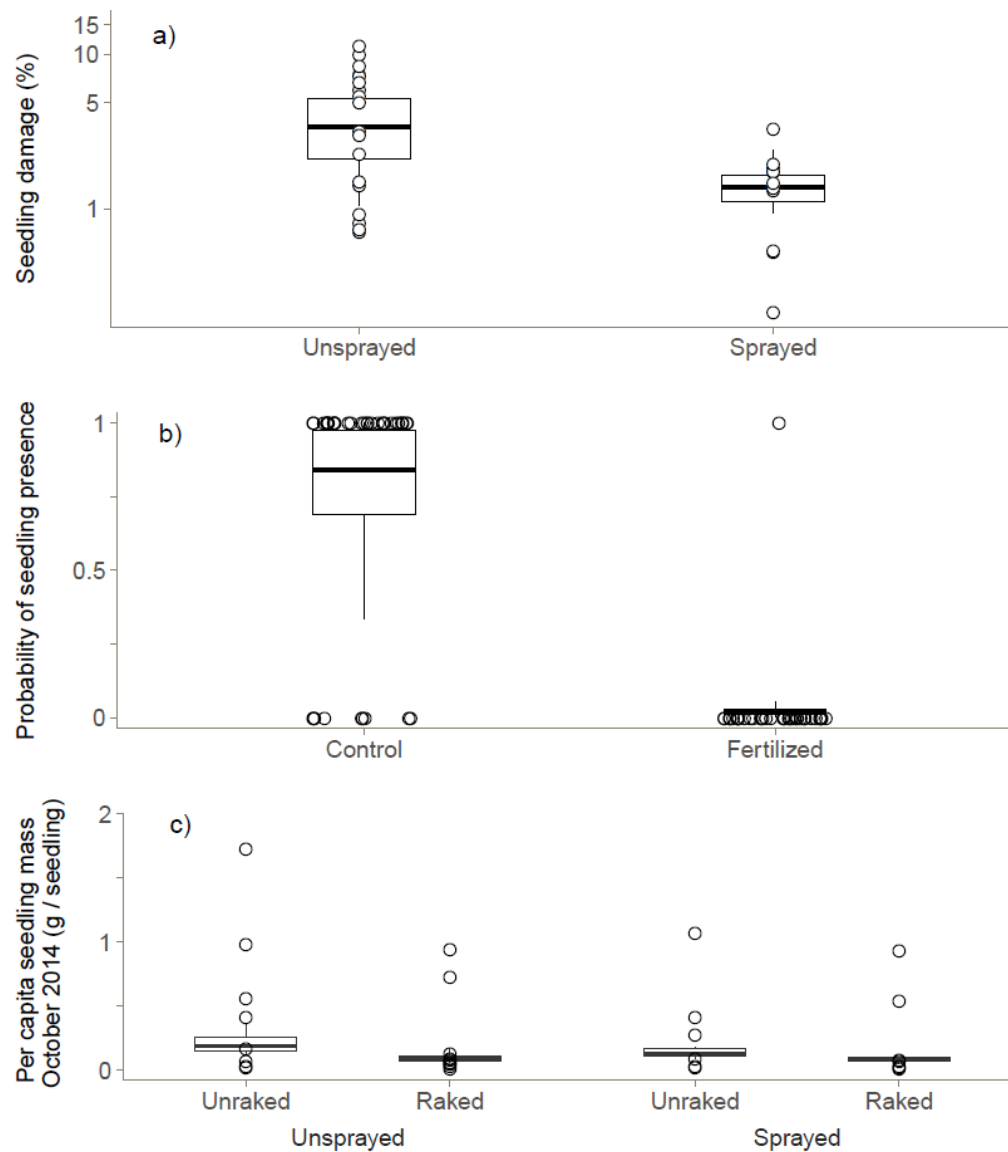 a)
Seedling damage (%)
15
10
5
1
Unsprayed Sprayed
b)
Probability of seedling presence
1
0.5
0
Control Fertilized
c)
Per capita seedling mass
October 2014 (g / seedling)
2
1
0
Unraked Raked Unraked Raked
Unsprayed Sprayed